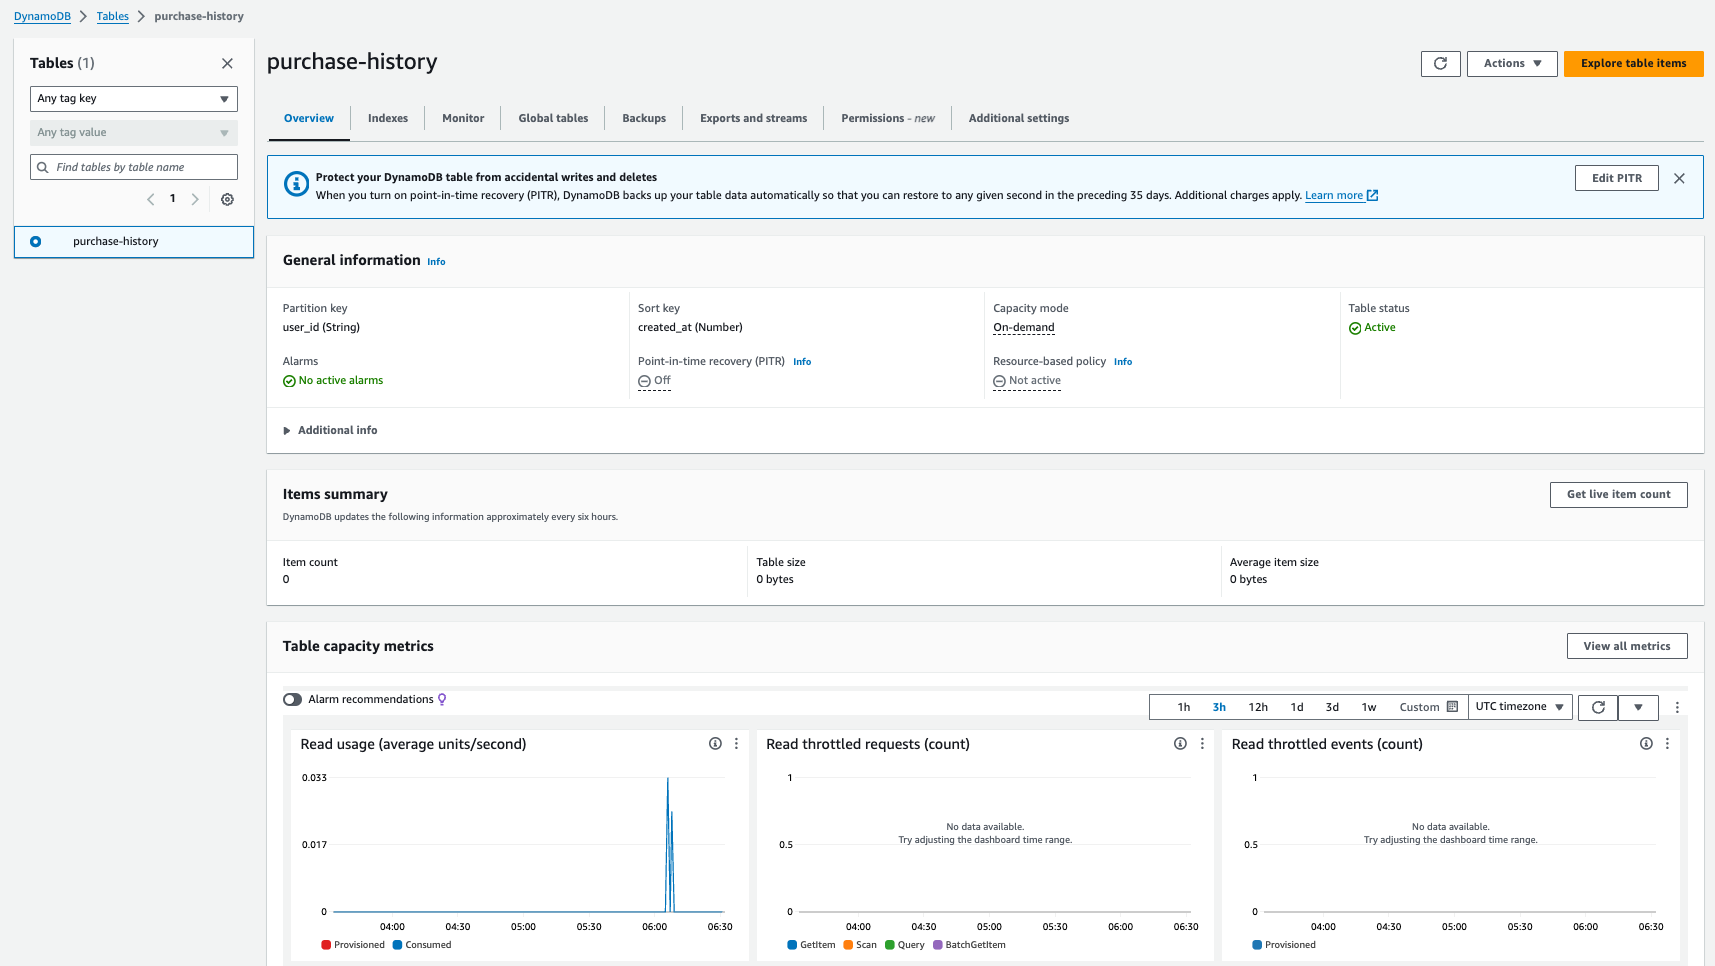 DynamoDB > Tables > purchase-history
Tables (1)
Any tag key
Any tag value
Find tables by table name
1
purchase-history
purchase-history
Actions
Explore table items
Overview
Indexes
Monitor
Global tables
Backups
Exports and streams
Permissions - new
Additional settings
Protect your DynamoDB table from accidental writes and deletes
When you turn on point-in-time recovery (PITR), DynamoDB backs up your table data automatically so that you can restore to any given second in the preceding 35 days. Additional charges apply. Learn more
Edit PITR
General information Info
Partition key
user_id (String)
Sort key
created_at (Number)
Capacity mode
On-demand
Table status
Active
Alarms
No active alarms
Point-in-time recovery (PITR) Info
Off
Resource-based policy Info
Not active
Additional info
Items summary
DynamoDB updates the following information approximately every six hours.
Get live item count
Item count
0
Table size
0 bytes
Average item size
0 bytes
Table capacity metrics
View all metrics
Alarm recommendations
1h 3h 12h 1d 3d 1w Custom
UTC timezone
Read usage (average units/second)
0.033
0.017
0
04:00 04:30 05:00 05:30 06:00 06:30
Provisioned Consumed
Read throttled requests (count)
1
No data available.
Try adjusting the dashboard time range.
0.5
0
04:00 04:30 05:00 05:30 06:00 06:30
GetItem Scan Query BatchGetItem
Read throttled events (count)
1
No data available.
Try adjusting the dashboard time range.
0.5
0
04:00 04:30 05:00 05:30 06:00 06:30
Provisioned